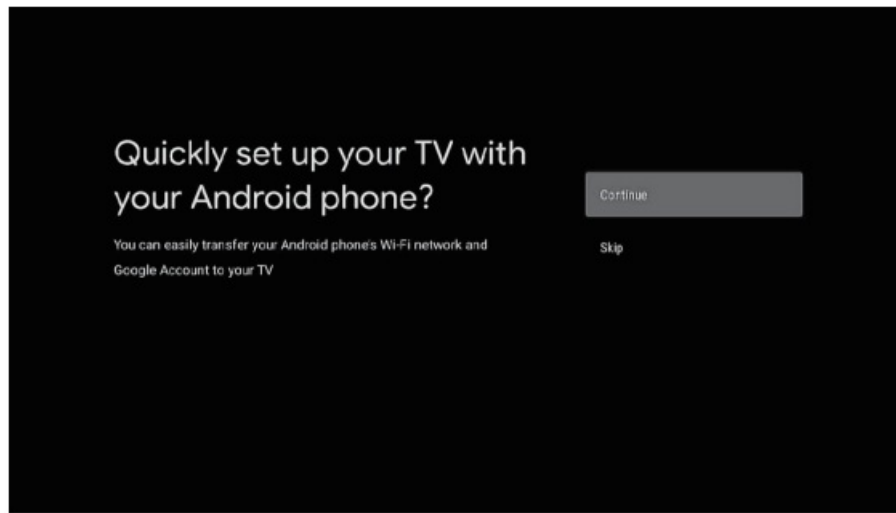 Quickly set up your TV with
your Android phone?
You can easily transfer your Android phone's Wi-Fi network and
Google Account to your TV
Continue
Skip